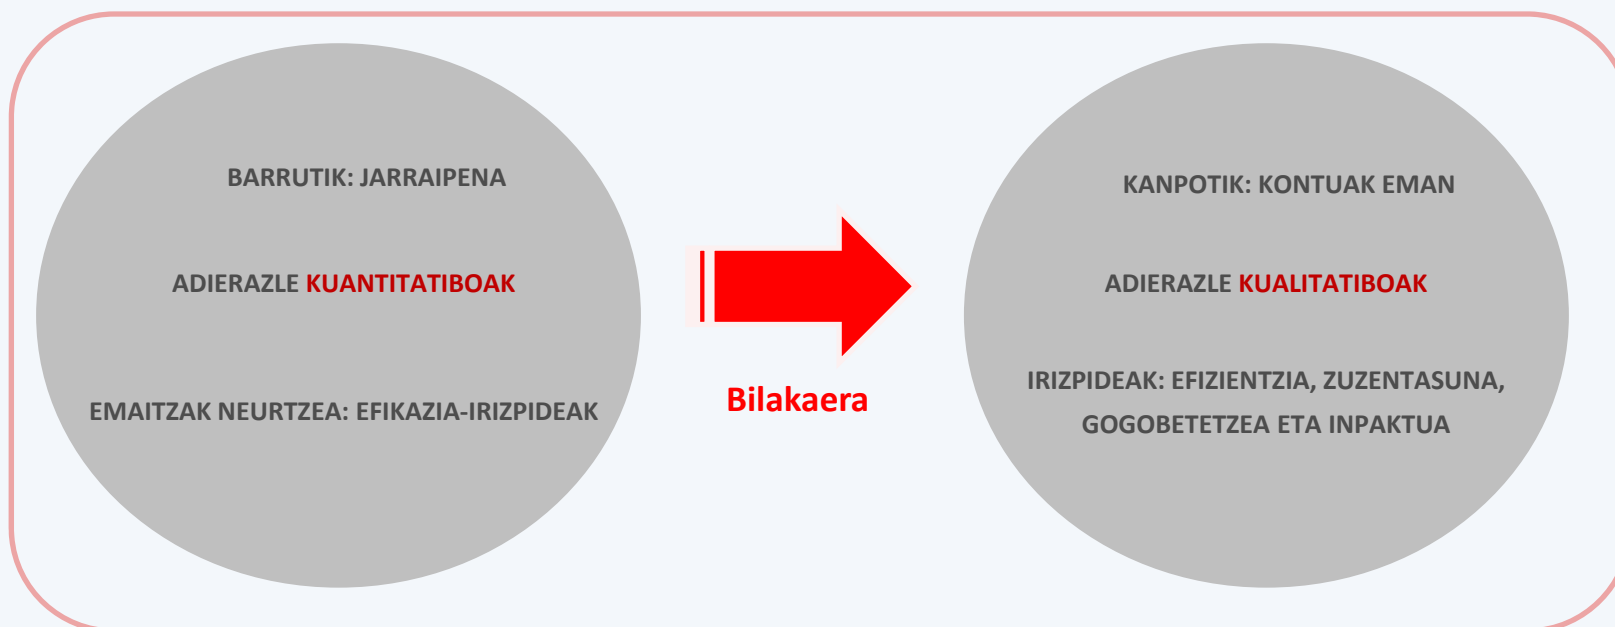 BARRUTIK: JARRAIPENA
ADIERAZLE KUANTITATIBOAK
EMAITZAK NEURTZEA: EFIKAZIA-IRIZPIDEAK
Bilakaera
KANPOTIK: KONTUAK EMAN
ADIERAZLE KUALITATIBOAK
IRIZPIDEAK: EFIZIENTZIA, ZUZENTASUNA,
GOGOBETETZEA ETA INPAKTUA